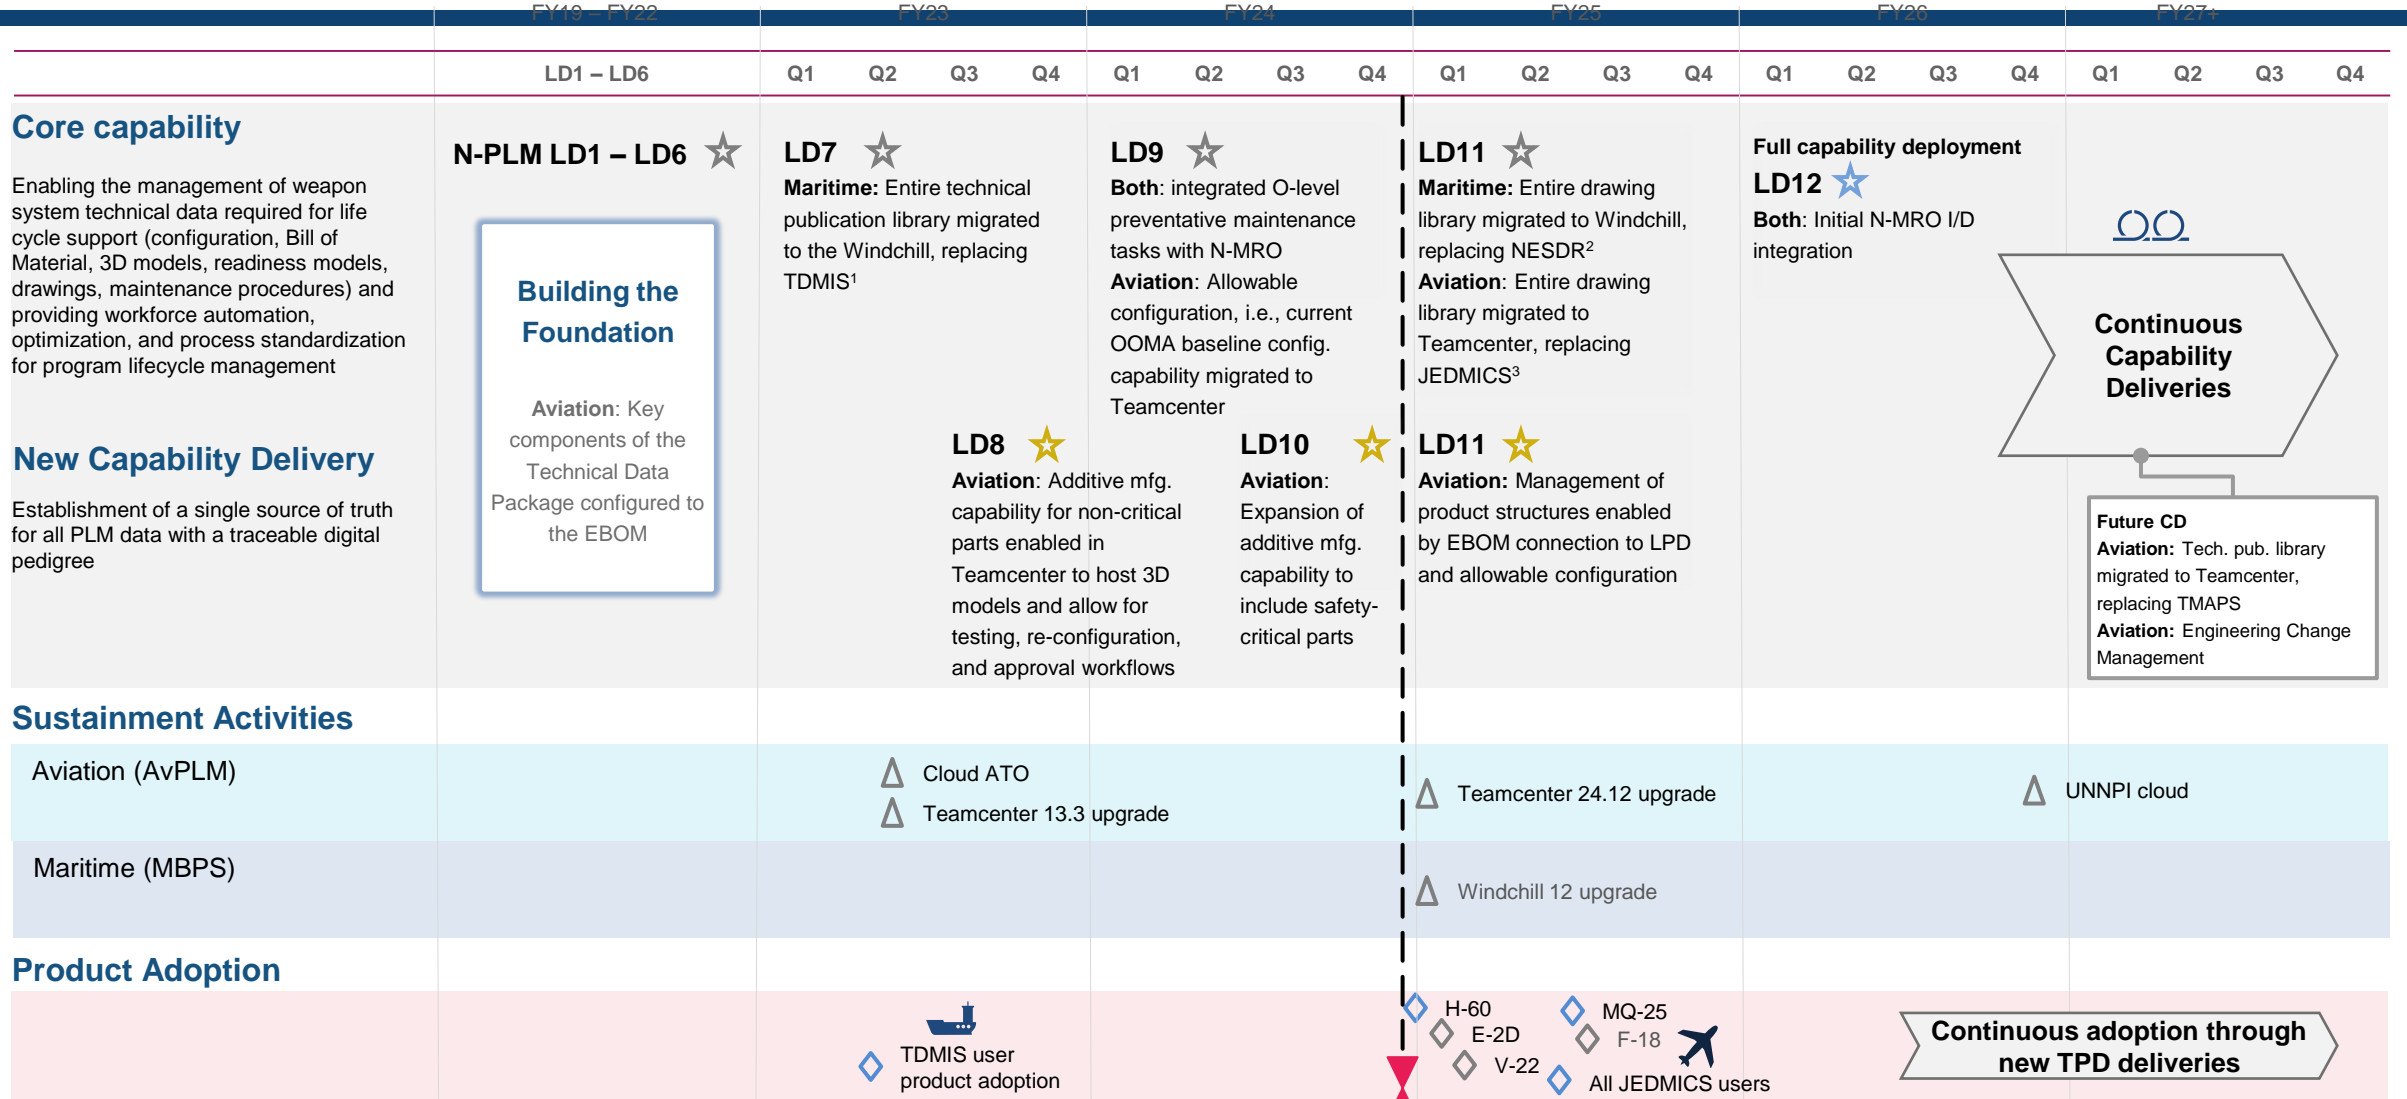 FY19 – FY22 FY23 FY24 FY25 FY26 FY27+
LD1 – LD6 Q1 Q2 Q3 Q4 Q1 Q2 Q3 Q4 Q1 Q2 Q3 Q4 Q1 Q2 Q3 Q4 Q1 Q2 Q3 Q4
Core capability
Enabling the management of weapon
system technical data required for life
cycle support (configuration, Bill of
Material, 3D models, readiness models,
drawings, maintenance procedures) and
providing workforce automation,
optimization, and process standardization
for program lifecycle management
N-PLM LD1 – LD6
Building the
Foundation
Aviation: Key
components of the
Technical Data
Package configured to
the EBOM
LD7
Maritime: Entire technical
publication library migrated
to the Windchill, replacing
TDMIS¹
LD9
Both: integrated O-level
preventative maintenance
tasks with N-MRO
Aviation: Allowable
configuration, i.e., current
OOMA baseline config.
capability migrated to
Teamcenter
LD11
Maritime: Entire drawing
library migrated to Windchill,
replacing NESDR²
Aviation: Entire drawing
library migrated to
Teamcenter, replacing
JEDMICS³
Full capability deployment
LD12
Both: Initial N-MRO I/D
integration
Continuous
Capability
Deliveries
New Capability Delivery
Establishment of a single source of truth
for all PLM data with a traceable digital
pedigree
LD8
Aviation: Additive mfg.
capability for non-critical
parts enabled in
Teamcenter to host 3D
models and allow for
testing, re-configuration,
and approval workflows
LD10
Aviation:
Expansion of
additive mfg.
capability to
include safety-
critical parts
LD11
Aviation: Management of
product structures enabled
by EBOM connection to LPD
and allowable configuration
Future CD
Aviation: Tech. pub. library
migrated to Teamcenter,
replacing TMAPS
Aviation: Engineering Change
Management
Sustainment Activities
Aviation (AvPLM)
Cloud ATO
Teamcenter 13.3 upgrade
Teamcenter 24.12 upgrade
UNNPI cloud
Maritime (MBPS)
Windchill 12 upgrade
Product Adoption
TDMIS user
product adoption
H-60
E-2D
V-22
MQ-25
F-18
All JEDMICS users
Continuous adoption through
new TPD deliveries